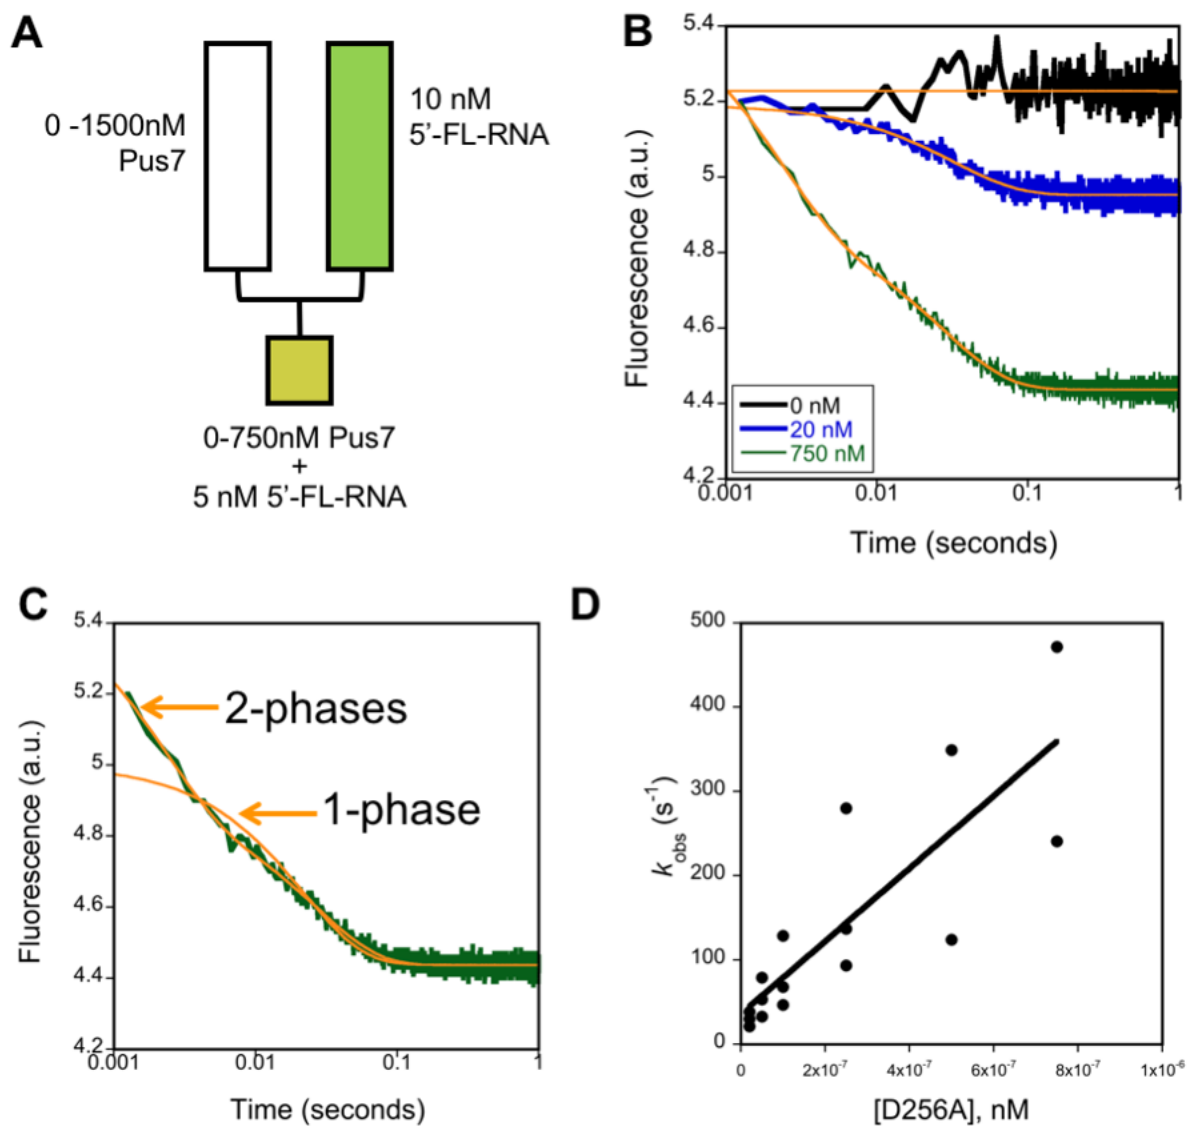 A
0 -1500nM
Pus7
10 nM
5’-FL-RNA
0-750nM Pus7
+
5 nM 5’-FL-RNA
B
5.4
5.2
5
4.8
4.6
4.4
4.2
Fluorescence (a.u.)
0 nM
20 nM
750 nM
0.001
0.01
0.1
1
Time (seconds)
C
5.4
5.2
5
4.8
4.6
4.4
4.2
Fluorescence (a.u.)
2-phases
1-phase
0.001
0.01
0.1
1
Time (seconds)
D
500
400
300
200
100
0
k_obs (s⁻¹)
0
2x10⁻⁷
4x10⁻⁷
6x10⁻⁷
8x10⁻⁷
1x10⁻⁶
[D256A], nM